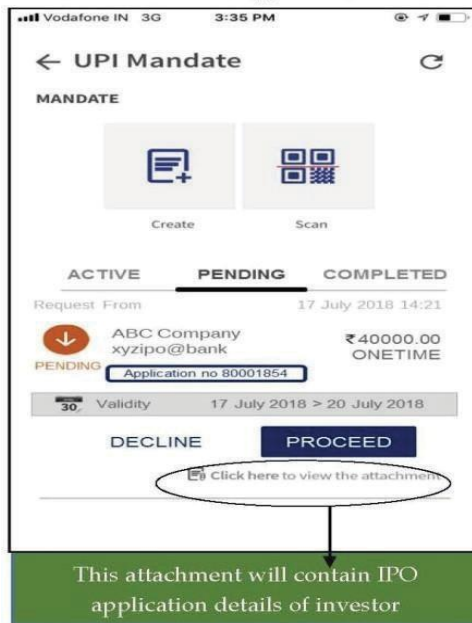 Vodafone IN 3G 3:35 PM
← UPI Mandate
MANDATE
Create Scan
ACTIVE PENDING COMPLETED
Request From 17 July 2018 14:21
ABC Company ₹40000.00
xyzipo@bank ONETIME
PENDING
Application no 80001854
30 Validity 17 July 2018 > 20 July 2018
DECLINE PROCEED
Click here to view the attachment
This attachment will contain IPO
application details of investor